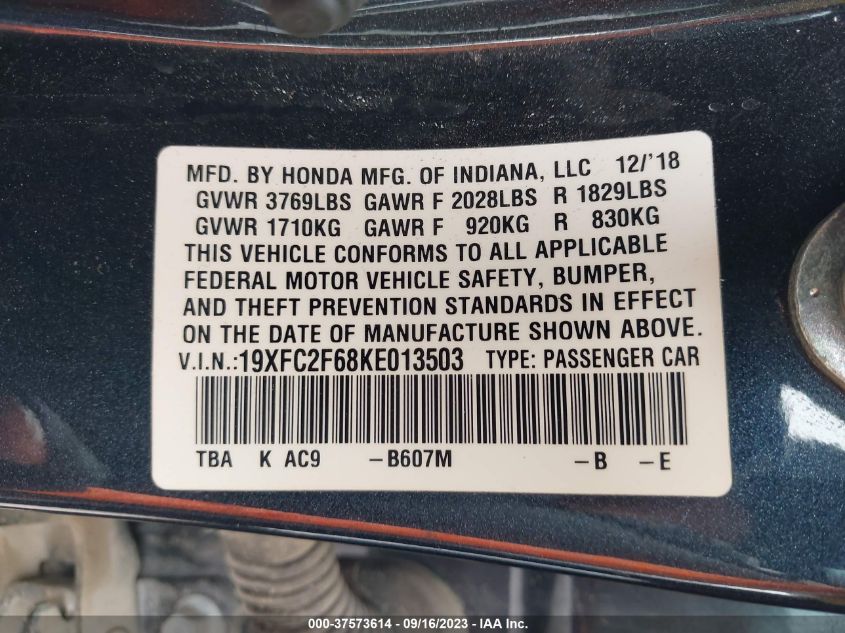 MFD. BY HONDA MFG. OF INDIANA, LLC 12/'18
GVWR 3769LBS GAWR F 2028LBS R 1829LBS
GVWR 1710KG GAWR F 920KG R 830KG
THIS VEHICLE CONFORMS TO ALL APPLICABLE
FEDERAL MOTOR VEHICLE SAFETY, BUMPER,
AND THEFT PREVENTION STANDARDS IN EFFECT
ON THE DATE OF MANUFACTURE SHOWN ABOVE.
V.I.N.:19XFC2F68KE013503 TYPE: PASSENGER CAR
TBA K AC9 –B607M –B –E
000-37573614 / 09/16/2023 / IAA Inc.